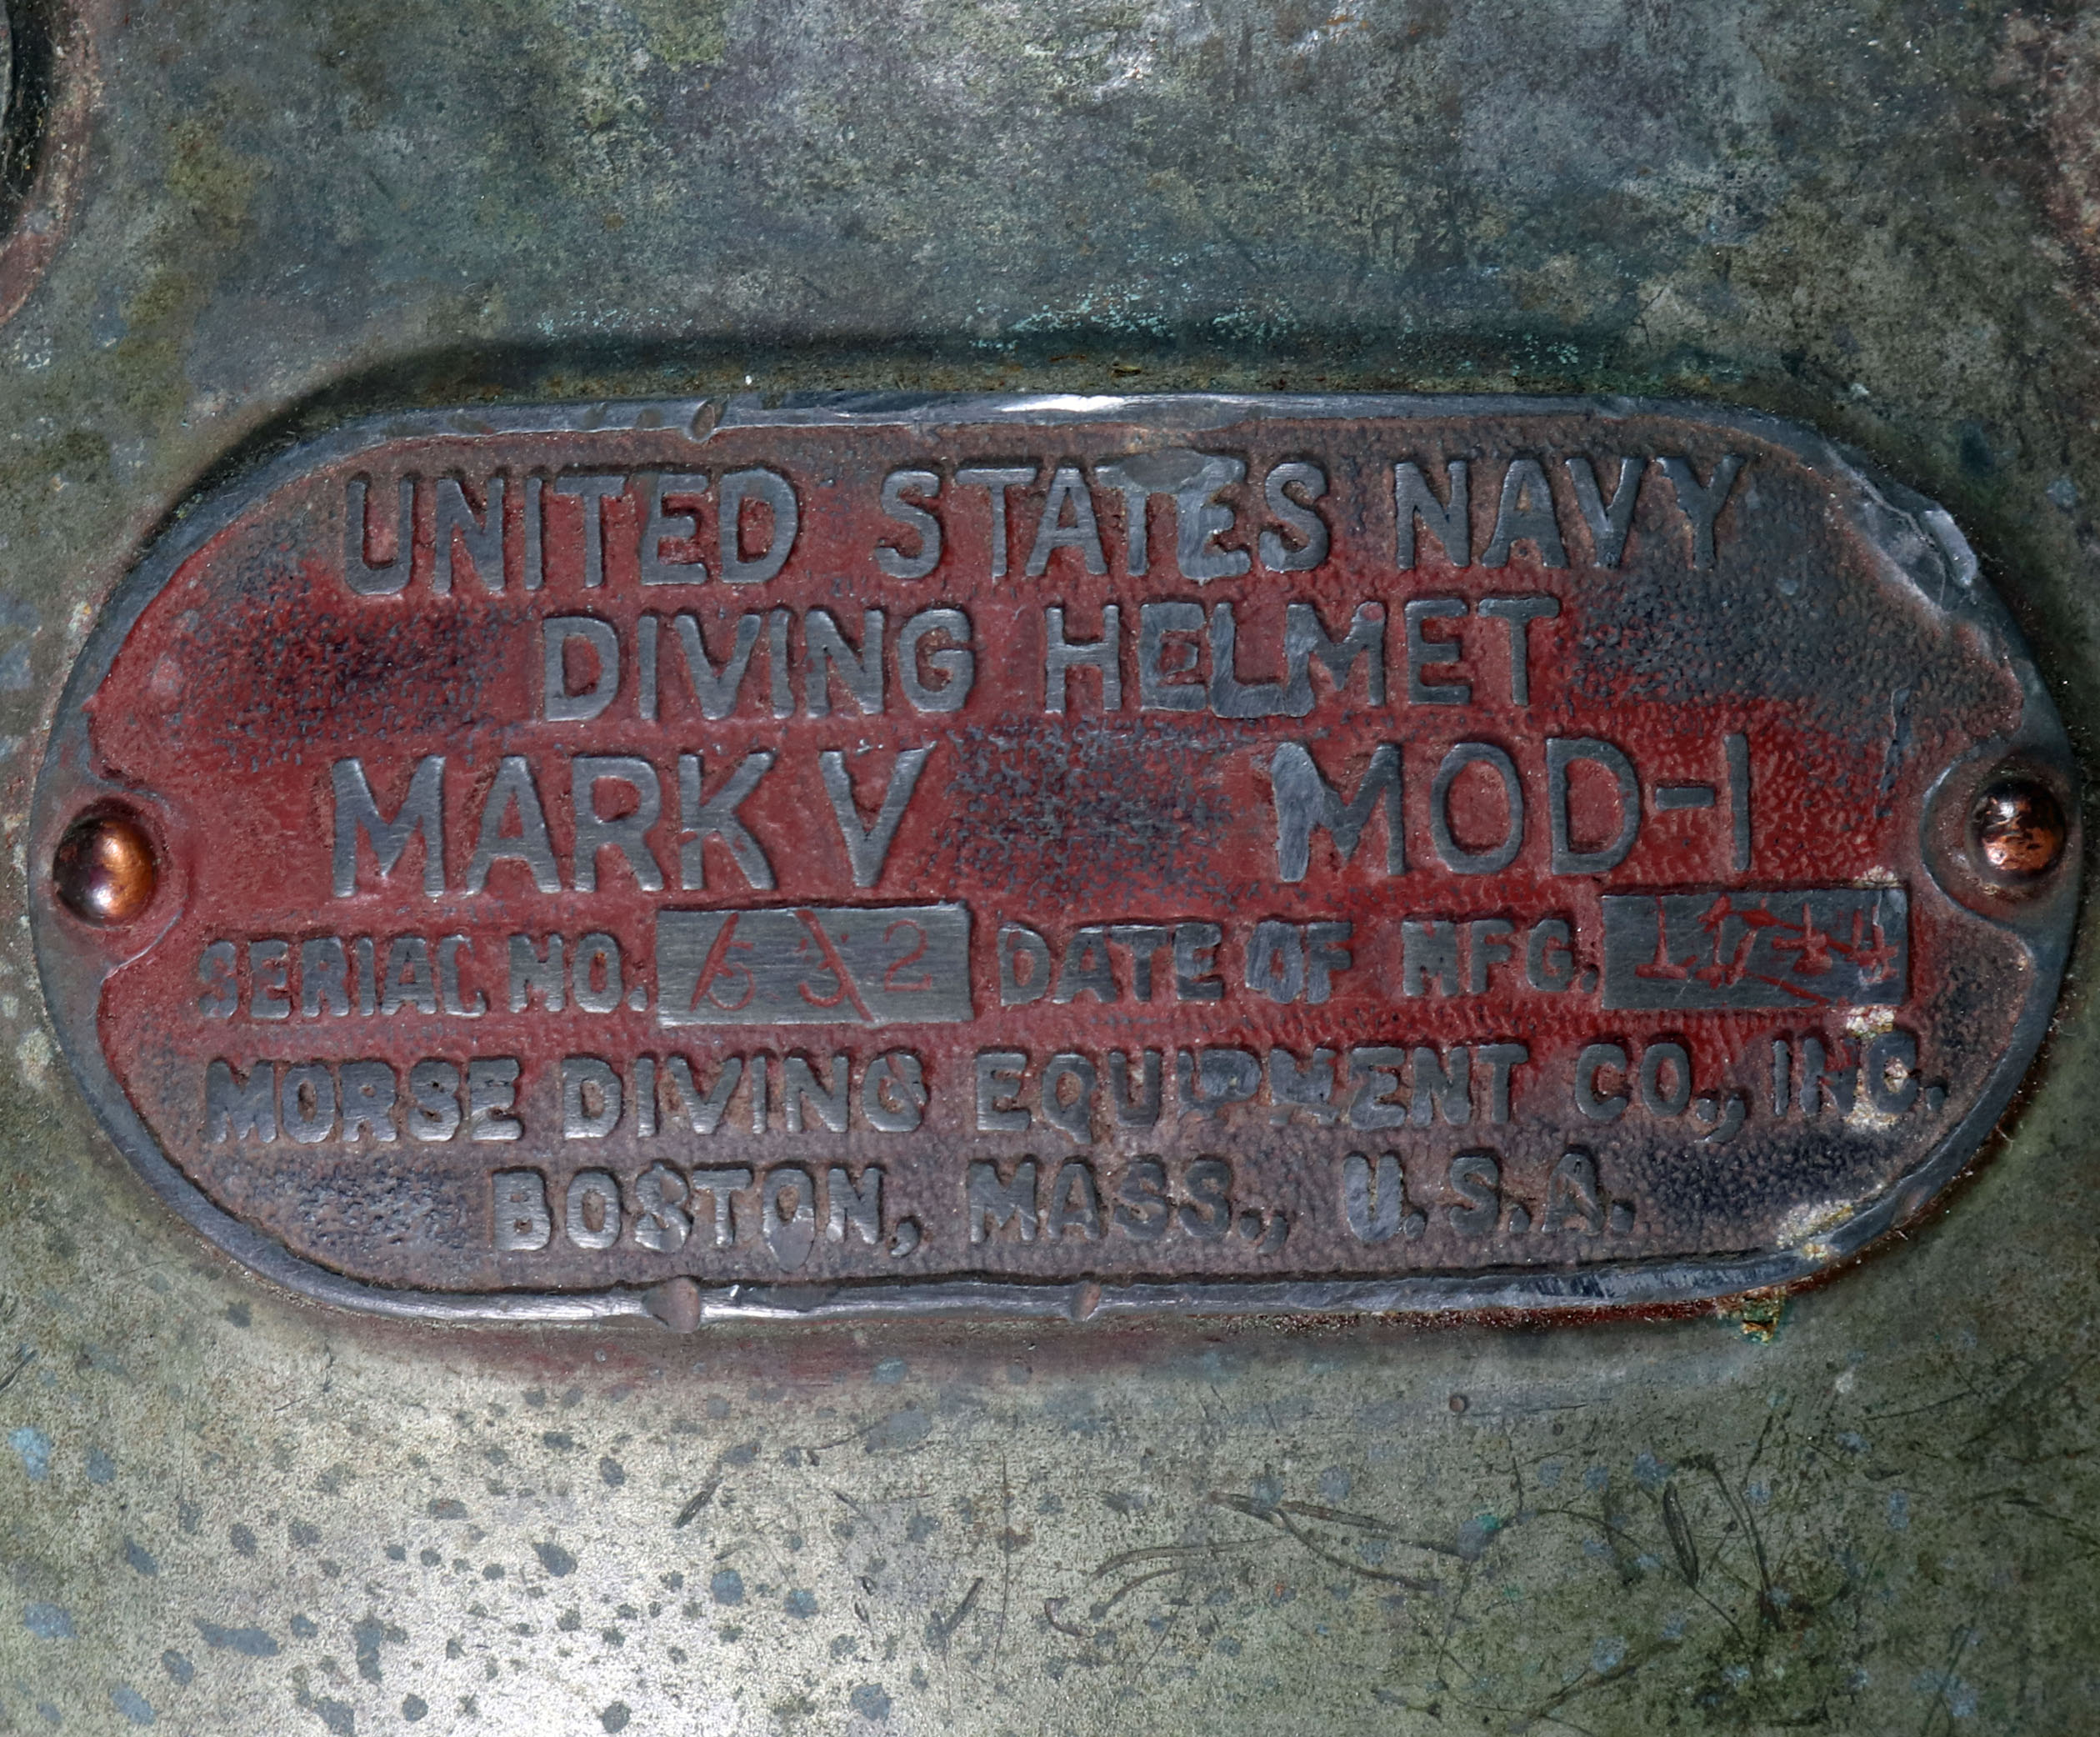 UNITED STATES NAVY
DIVING HELMET
MARK V MOD-1
SERIAL NO. 532 DATE OF MFG.
MORSE DIVING EQUIPMENT CO., INC.
BOSTON, MASS., U.S.A.